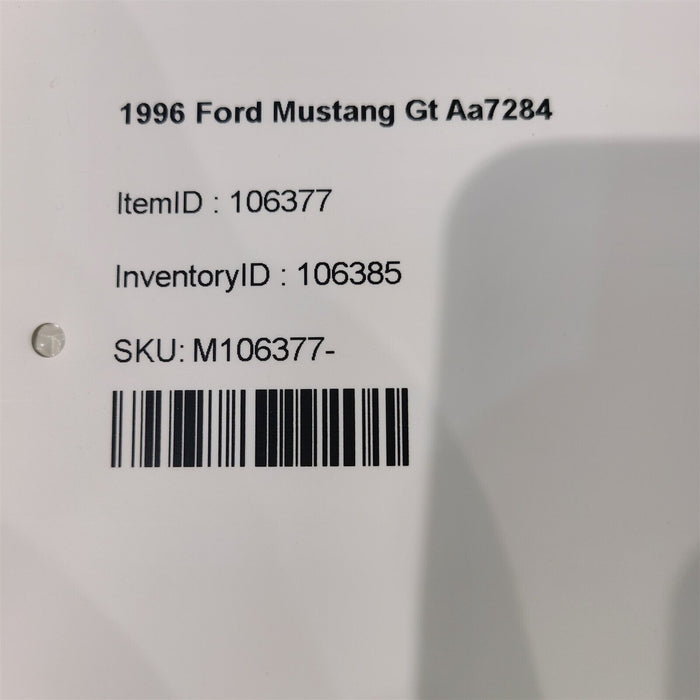 1996 Ford Mustang Gt Aa7284
ItemID : 106377
InventoryID : 106385
SKU: M106377-